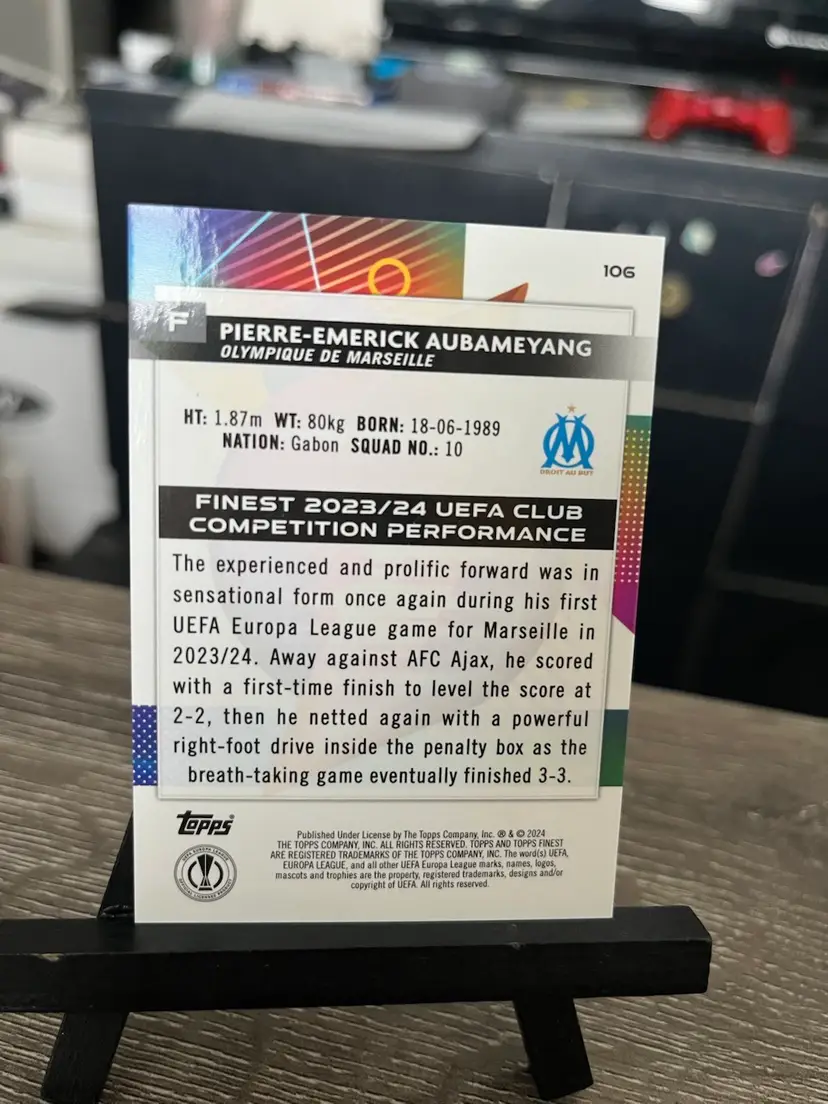 106
F
PIERRE-EMERICK AUBAMEYANG
OLYMPIQUE DE MARSEILLE
HT: 1.87m WT: 80kg BORN: 18-06-1989
NATION: Gabon SQUAD NO.: 10
DROIT AU BUT
FINEST 2023/24 UEFA CLUB
COMPETITION PERFORMANCE
The experienced and prolific forward was in
sensational form once again during his first
UEFA Europa League game for Marseille in
2023/24. Away against AFC Ajax, he scored
with a first-time finish to level the score at
2-2, then he netted again with a powerful
right-foot drive inside the penalty box as the
breath-taking game eventually finished 3-3.
topps
Published Under License by The Topps Company, Inc. ® & © 2024
THE TOPPS COMPANY, INC. ALL RIGHTS RESERVED. TOPPS AND TOPPS FINEST
ARE REGISTERED TRADEMARKS OF THE TOPPS COMPANY, INC. The word(s) UEFA,
EUROPA LEAGUE, and all other UEFA Europa League marks, names, logos,
mascots and trophies are the property, registered trademarks, designs and/or
copyright of UEFA. All rights reserved.
UEFA EUROPA LEAGUE
OFFICIAL LICENSED PRODUCT